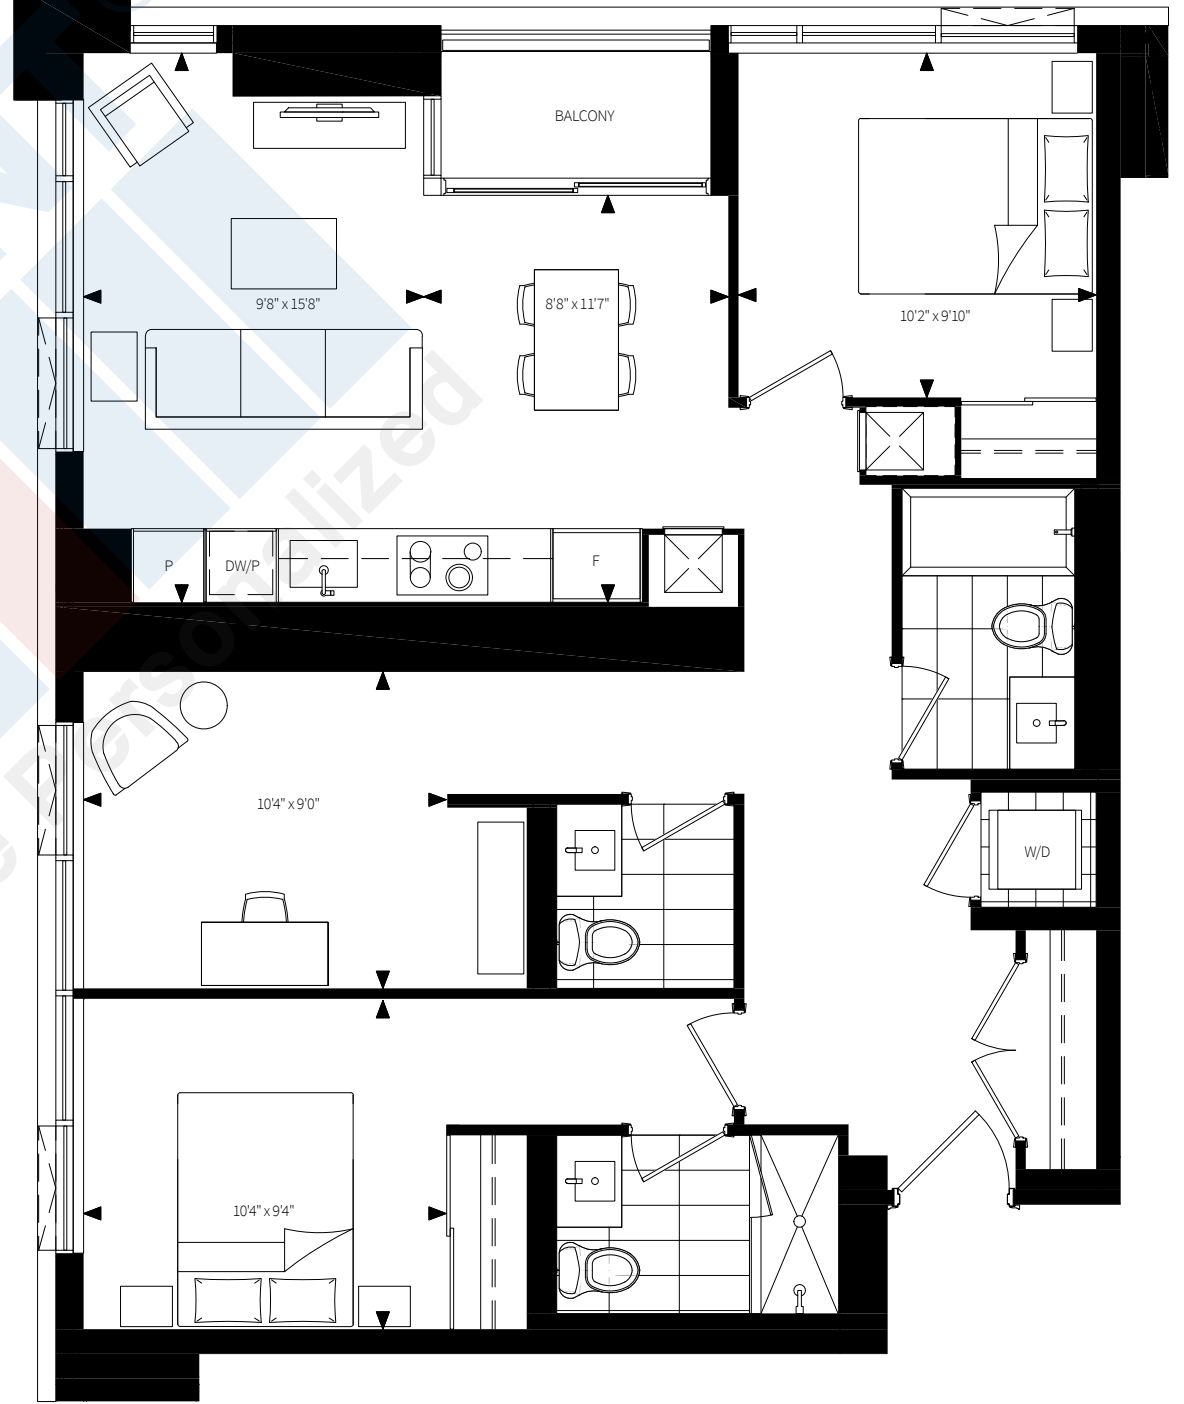 BALCONY
9'8" x 15'8"
8'8" x 11'7"
10'2" x 9'10"
P
DW/P
F
10'4" x 9'0"
W/D
10'4" x 9'4"
Personalized